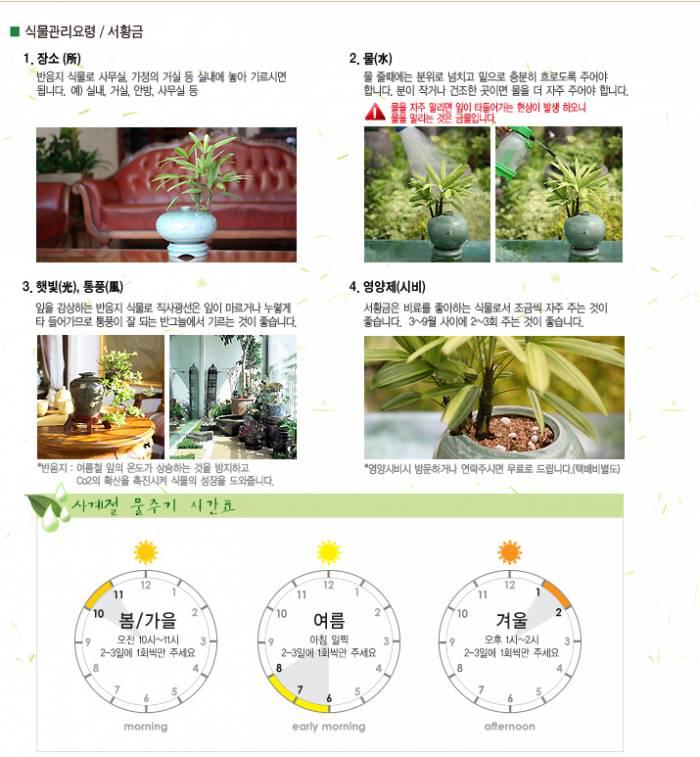 식물관리요령 / 서황금
1. 장소 (所)
반음지 식물로 사무실, 가정의 거실 등 실내에 놓아 기르시면
됩니다. 예) 실내, 거실, 안방, 사무실 등
2. 물(水)
물 줄때에는 분위로 넘치고 밑으로 충분히 흐르도록 주어야
합니다. 분이 작거나 건조한 곳이면 물을 더 자주 주어야 합니다.
물을 자주 말리면 잎이 타들어가는 현상이 발생 하오니
물을 말리는 것은 금물입니다.
3. 햇빛(光), 통풍(風)
잎을 감상하는 반음지 식물로 직사광선은 잎이 마르거나 누렇게
타 들어가므로 통풍이 잘 되는 반그늘에서 기르는 것이 좋습니다.
4. 영양제(시비)
서황금은 비료를 좋아하는 식물로서 조금씩 자주 주는 것이
좋습니다. 3~9월 사이에 2~3회 주는 것이 좋습니다.
*반음지 : 여름철 잎의 온도가 상승하는 것을 방지하고
Co2의 확산을 촉진시켜 식물의 성장을 도와줍니다.
*영양시비시 방문하거나 연락주시면 무료로 드립니다.(택배비별도)
사계절 물주기 시간표
12 1 2 3 4 5 6 7 8 9 10 11
봄/가을
오전 10시~11시
2-3일에 1회씩만 주세요
morning
12 1 2 3 4 5 6 7 8 9 10 11
여름
아침 일찍
2-3일에 1회씩만 주세요
early morning
12 1 2 3 4 5 6 7 8 9 10 11
겨울
오후 1시~2시
2-3일에 1회씩만 주세요
afternoon